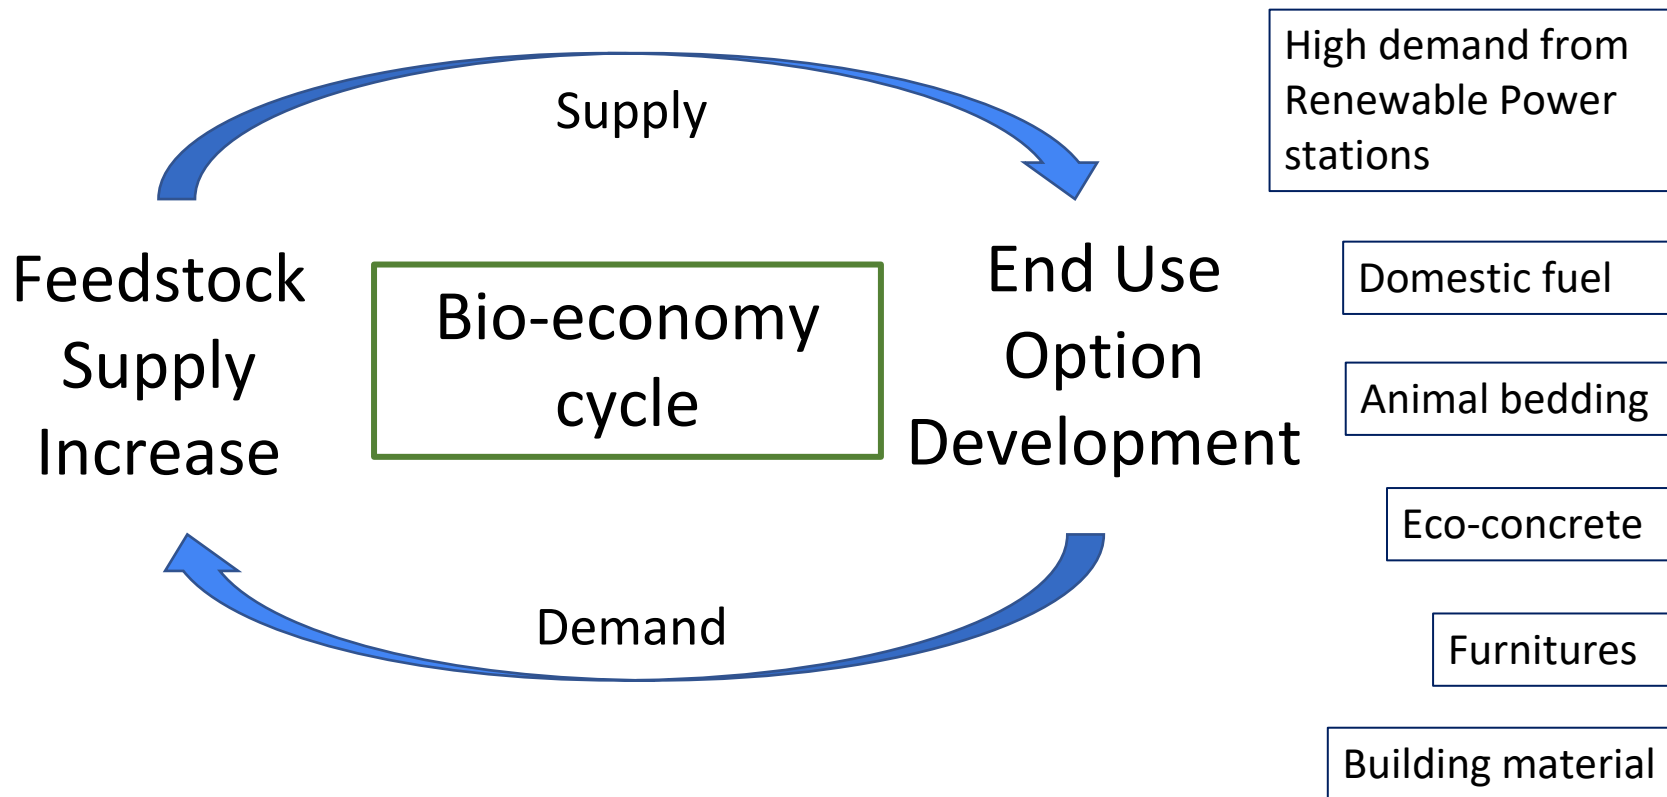 Supply
Feedstock
Supply
Increase
Bio-economy
cycle
End Use
Option
Development
Demand
High demand from
Renewable Power
stations
Domestic fuel
Animal bedding
Eco-concrete
Furnitures
Building material